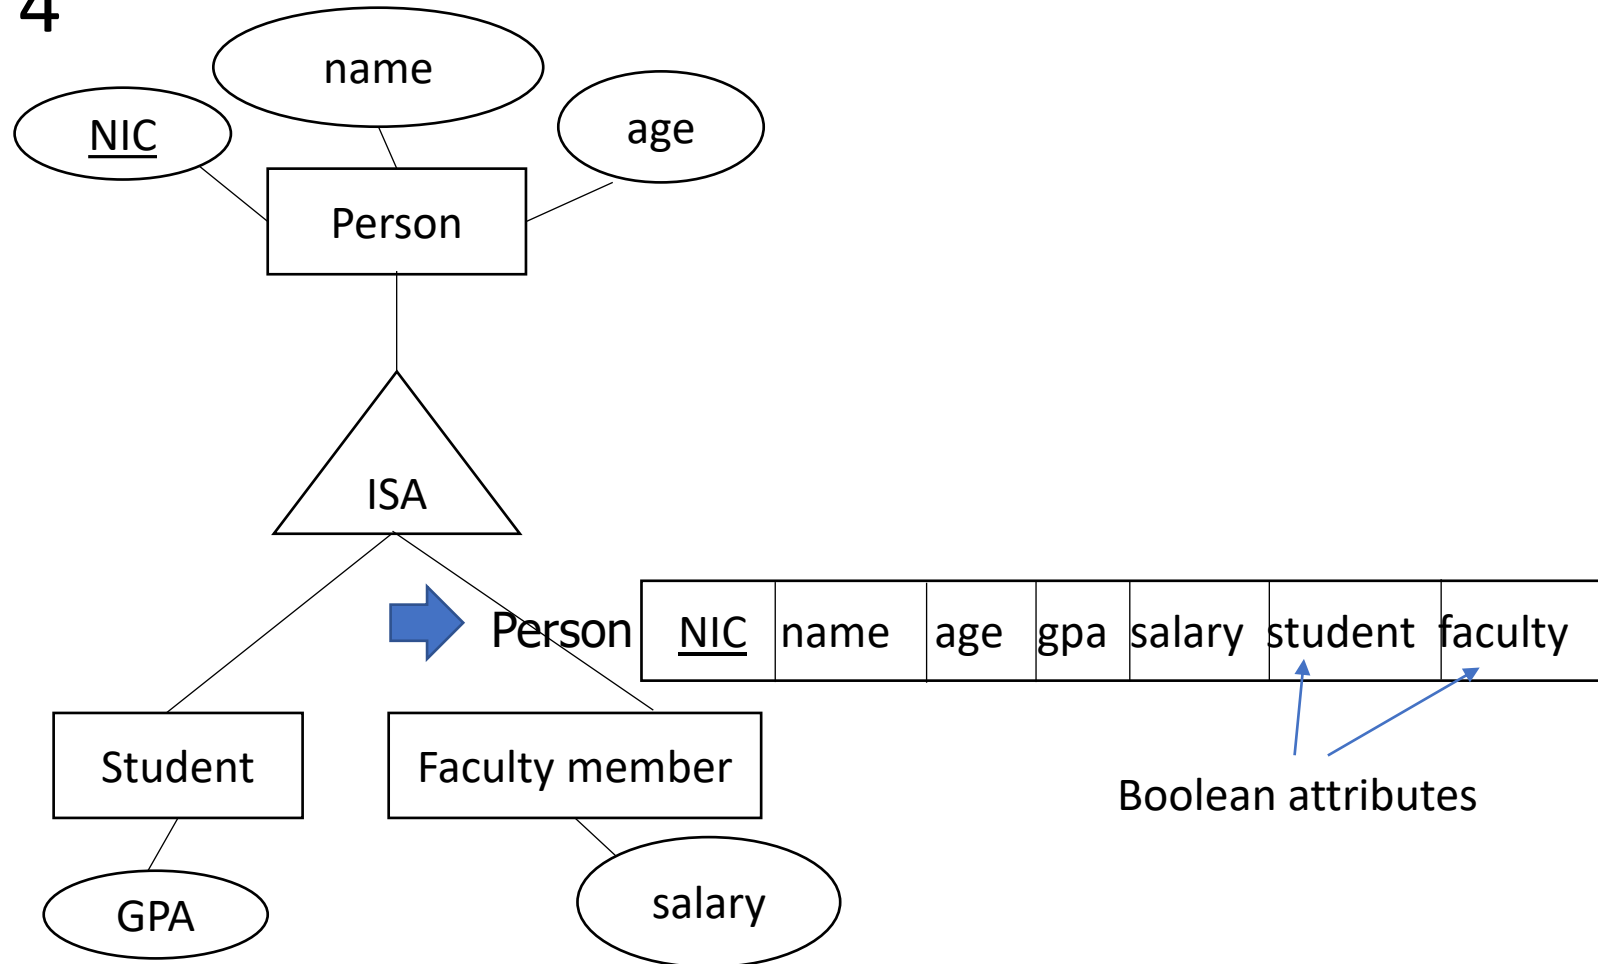 4
name
NIC
age
Person
ISA
Person NIC name age gpa salary student faculty
Student
Faculty member
Boolean attributes
GPA
salary